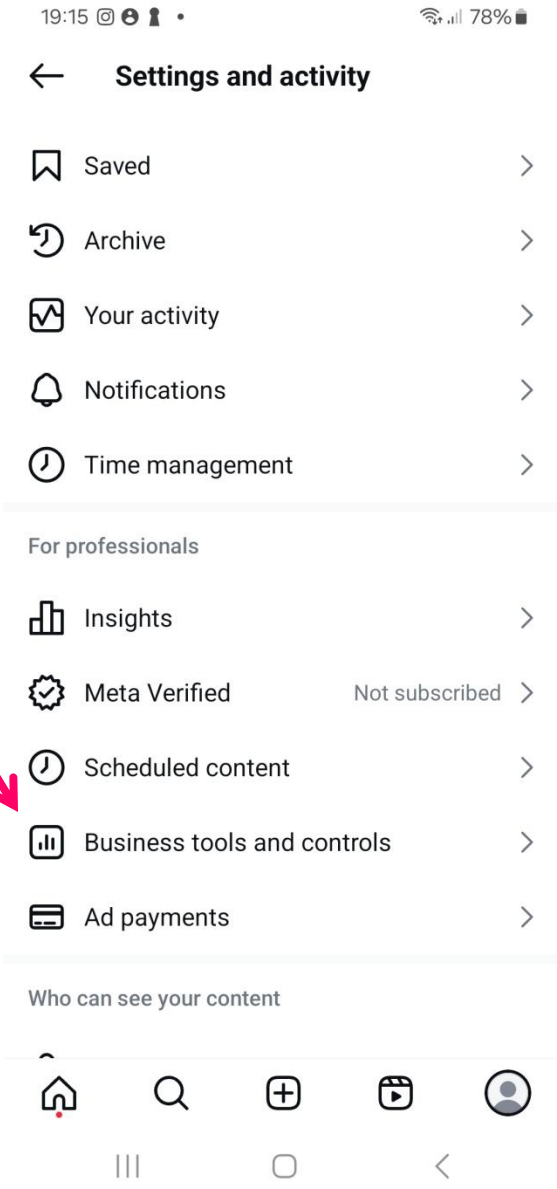 19:15
78%
Settings and activity
Saved
Archive
Your activity
Notifications
Time management
For professionals
Insights
Meta Verified Not subscribed
Scheduled content
Business tools and controls
Ad payments
Who can see your content